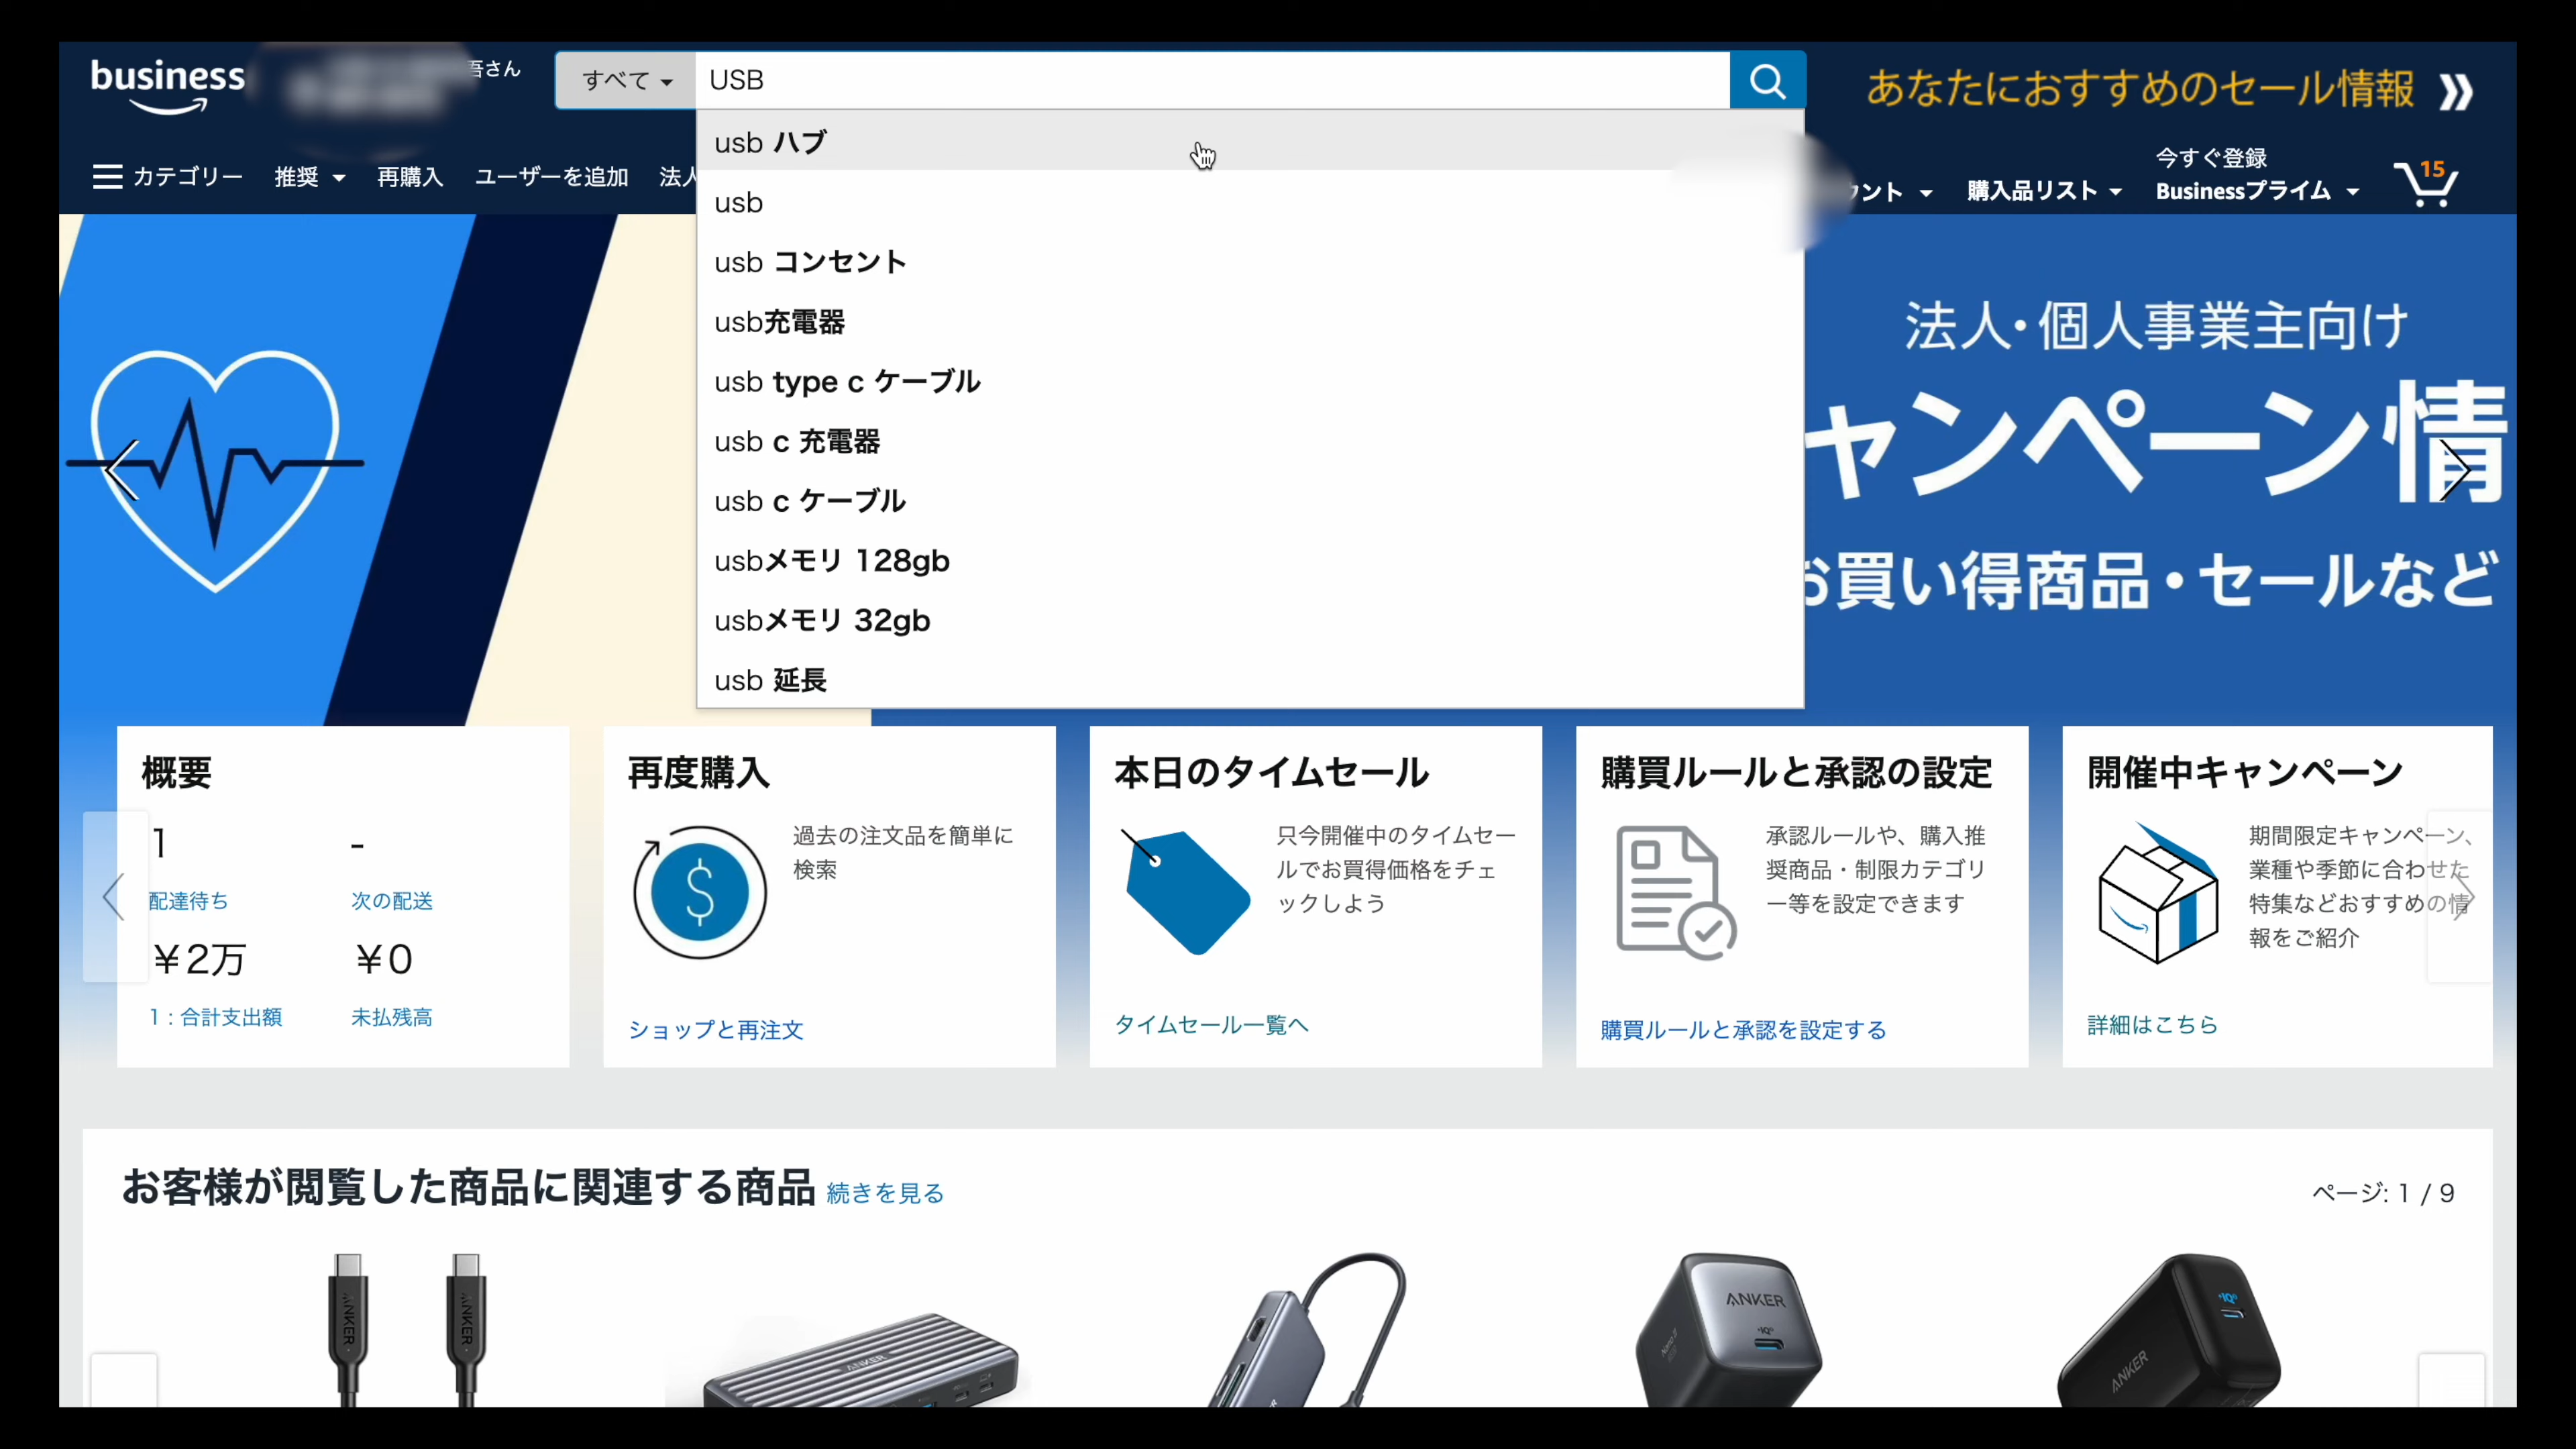 business
吾さん
すべて
USB
あなたにおすすめのセール情報
カテゴリー
推奨
再購入
ユーザーを追加
法人
今すぐ登録
ウント
購入品リスト
Businessプライム
15
usb ハブ
usb
usb コンセント
usb充電器
usb type c ケーブル
usb c 充電器
usb c ケーブル
usbメモリ 128gb
usbメモリ 32gb
usb 延長
法人・個人事業主向け
ャンペーン情
お買い得商品・セールなど
概要
1
-
配達待ち
次の配送
¥2万
¥0
1 : 合計支出額
未払残高
再度購入
過去の注文品を簡単に
検索
ショップと再注文
本日のタイムセール
只今開催中のタイムセー
ルでお買得価格をチェ
ックしよう
タイムセール一覧へ
購買ルールと承認の設定
承認ルールや、購入推
奨商品・制限カテゴリ
ー等を設定できます
購買ルールと承認を設定する
開催中キャンペーン
期間限定キャンペーン、
業種や季節に合わせた
特集などおすすめの情
報をご紹介
詳細はこちら
お客様が閲覧した商品に関連する商品 続きを見る
ページ: 1 / 9
ANKER
ANKER
ANKER
ANKER
ANKER